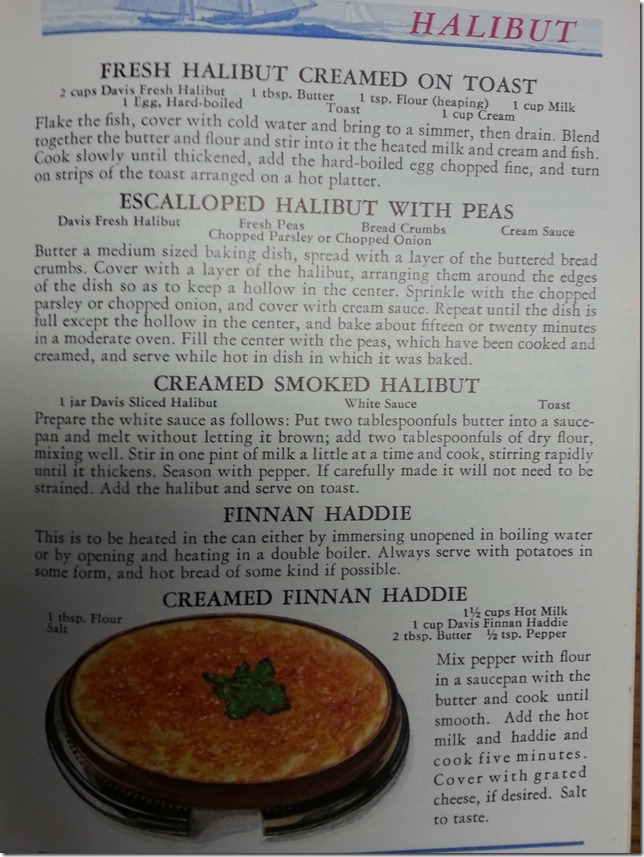 HALIBUT
FRESH HALIBUT CREAMED ON TOAST
2 cups Davis Fresh Halibut 1 tbsp. Butter 1 tsp. Flour (heaping) 1 cup Milk
1 Egg, Hard-boiled Toast 1 cup Cream
Flake the fish, cover with cold water and bring to a simmer, then drain. Blend
together the butter and flour and stir into it the heated milk and cream and fish.
Cook slowly until thickened, add the hard-boiled egg chopped fine, and turn
on strips of the toast arranged on a hot platter.
ESCALLOPED HALIBUT WITH PEAS
Davis Fresh Halibut Fresh Peas Bread Crumbs Cream Sauce
Chopped Parsley or Chopped Onion
Butter a medium sized baking dish, spread with a layer of the buttered bread
crumbs. Cover with a layer of the halibut, arranging them around the edges
of the dish so as to keep a hollow in the center. Sprinkle with the chopped
parsley or chopped onion, and cover with cream sauce. Repeat until the dish is
full except the hollow in the center, and bake about fifteen or twenty minutes
in a moderate oven. Fill the center with the peas, which have been cooked and
creamed, and serve while hot in dish in which it was baked.
CREAMED SMOKED HALIBUT
1 jar Davis Sliced Halibut White Sauce Toast
Prepare the white sauce as follows: Put two tablespoonfuls butter into a sauce-
pan and melt without letting it brown; add two tablespoonfuls of dry flour,
mixing well. Stir in one pint of milk a little at a time and cook, stirring rapidly
until it thickens. Season with pepper. If carefully made it will not need to be
strained. Add the halibut and serve on toast.
FINNAN HADDIE
This is to be heated in the can either by immersing unopened in boiling water
or by opening and heating in a double boiler. Always serve with potatoes in
some form, and hot bread of some kind if possible.
CREAMED FINNAN HADDIE
1 tbsp. Flour 1½ cups Hot Milk
Salt 1 cup Davis Finnan Haddie
2 tbsp. Butter ½ tsp. Pepper
Mix pepper with flour
in a saucepan with the
butter and cook until
smooth. Add the hot
milk and haddie and
cook five minutes.
Cover with grated
cheese, if desired. Salt
to taste.